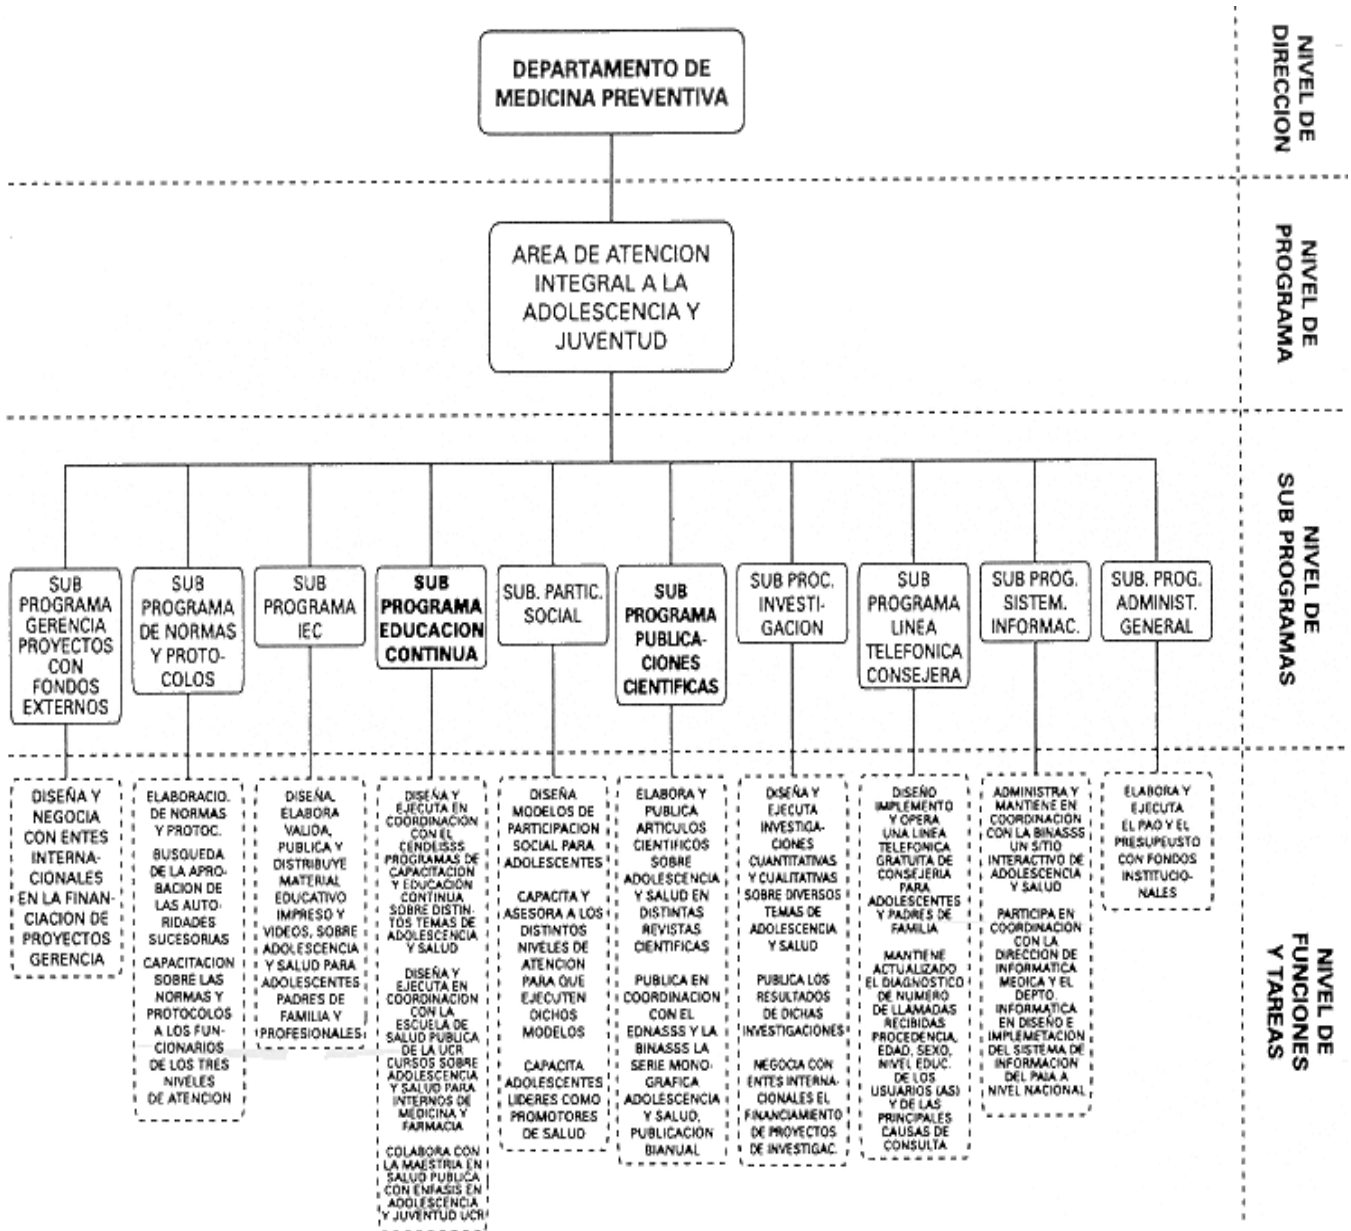 DEPARTAMENTO DE
MEDICINA PREVENTIVA
NIVEL DE
DIRECCION
AREA DE ATENCION
INTEGRAL A LA
ADOLESCENCIA Y
JUVENTUD
NIVEL DE
PROGRAMA
SUB
PROGRAMA
GERENCIA
PROYECTOS
CON
FONDOS
EXTERNOS
SUB
PROGRAMA
DE NORMAS
Y PROTO-
COLOS
SUB
PROGRAMA
IEC
SUB
PROGRAMA
EDUCACION
CONTINUA
SUB. PARTIC.
SOCIAL
SUB
PROGRAMA
PUBLICA-
CIONES
CIENTIFICAS
SUB PROC.
INVESTI-
GACION
SUB
PROGRAMA
LINEA
TELEFONICA
CONSEJERA
SUB PROG.
SISTEM.
INFORMAC.
SUB. PROG.
ADMINIST.
GENERAL
NIVEL DE
SUB PROGRAMAS
DISEÑA Y
NEGOCIA
CON ENTES
INTERNA-
CIONALES
EN LA FINAN-
CIACION DE
PROYECTOS
GERENCIA
ELABORACIO.
DE NORMAS
Y PROTOC.
BUSQUEDA
DE LA APRO-
BACION DE
LAS AUTO-
RIDADES
SUCESORIAS
CAPACITACION
SOBRE LAS
NORMAS Y
PROTOCOLOS
A LOS FUN-
CIONARIOS
DE LOS TRES
NIVELES
DE ATENCION
DISEÑA,
ELABORA
VALIDA,
PUBLICA Y
DISTRIBUYE
MATERIAL
EDUCATIVO
IMPRESO Y
VIDEOS, SOBRE
ADOLESCENCIA
Y SALUD PARA
ADOLESCENTES
PADRES DE
FAMILIA Y
PROFESIONALES
DISEÑA Y
EJECUTA EN
COORDINACION
CON EL
CENDEISSS
PROGRAMAS DE
CAPACITACION
Y EDUCACION
CONTINUA
SOBRE DISTIN-
TOS TEMAS DE
ADOLESCENCIA
Y SALUD
DISEÑA Y
EJECUTA EN
COORDINACION
CON LA
ESCUELA DE
SALUD PUBLICA
DE LA UCR
CURSOS SOBRE
ADOLESCENCIA
Y SALUD PARA
INTERNOS DE
MEDICINA Y
FARMACIA
COLABORA CON
LA MAESTRIA EN
SALUD PUBLICA
CON ENFASIS EN
ADOLESCENCIA
Y JUVENTUD UCR
DISEÑA
MODELOS DE
PARTICIPACION
SOCIAL PARA
ADOLESCENTES
CAPACITA Y
ASESORA A LOS
DISTINTOS
NIVELES DE
ATENCION
PARA QUE
EJECUTEN
DICHOS
MODELOS
CAPACITA
ADOLESCENTES
LIDERES COMO
PROMOTORES
DE SALUD
ELABORA Y
PUBLICA
ARTICULOS
CIENTIFICOS
SOBRE
ADOLESCENCIA
Y SALUD EN
DISTINTAS
REVISTAS
CIENTIFICAS
PUBLICA EN
COORDINACION
CON EL
EDNASSS Y LA
BINASSS LA
SERIE MONO-
GRAFICA
ADOLESCENCIA
Y SALUD,
PUBLICACION
BIANUAL
DISEÑA Y
EJECUTA
INVESTIGA-
CIONES
CUANTITATIVAS
Y CUALITATIVAS
SOBRE DIVERSOS
TEMAS DE
ADOLESCENCIA
Y SALUD
PUBLICA LOS
RESULTADOS
DE DICHAS
INVESTIGACIONES
NEGOCIA CON
ENTES INTERNA-
CIONALES EL
FINANCIAMIENTO
DE PROYECTOS
DE INVESTIGAC.
DISEÑO
IMPLEMENTO
Y OPERA
UNA LINEA
TELEFONICA
GRATUITA DE
CONSEJERIA
PARA
ADOLESCENTES
Y PADRES DE
FAMILIA
MANTIENE
ACTUALIZADO
EL DIAGNOSTICO
DE NUMERO
DE LLAMADAS
RECIBIDAS
PROCEDENCIA,
EDAD, SEXO,
NIVEL EDUC.
DE LOS
USUARIOS (AS)
Y DE LAS
PRINCIPALES
CAUSAS DE
CONSULTA
ADMINISTRA Y
MANTIENE EN
COORDINACION
CON LA BINASSS
UN SITIO
INTERACTIVO DE
ADOLESCENCIA
Y SALUD
PARTICIPA EN
COORDINACION
CON LA
DIRECCION DE
INFORMATICA
MEDICA Y EL
DEPTO.
INFORMATICA
EN DISEÑO E
IMPLEMETACION
DEL SISTEMA DE
INFORMACION
DEL PAIA A
NIVEL NACIONAL
ELABORA Y
EJECUTA
EL PAO Y EL
PRESUPEUSTO
CON FONDOS
INSTITUCIO-
NALES
NIVEL DE
FUNCIONES
Y TAREAS